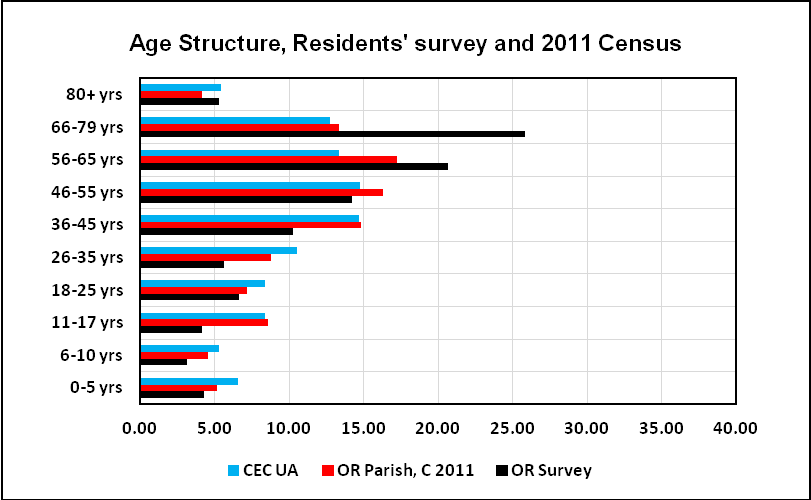 Age Structure, Residents' survey and 2011 Census
80+ yrs
66-79 yrs
56-65 yrs
46-55 yrs
36-45 yrs
26-35 yrs
18-25 yrs
11-17 yrs
6-10 yrs
0-5 yrs
0.00 5.00 10.00 15.00 20.00 25.00 30.00 35.00 40.00
CEC UA OR Parish, C 2011 OR Survey